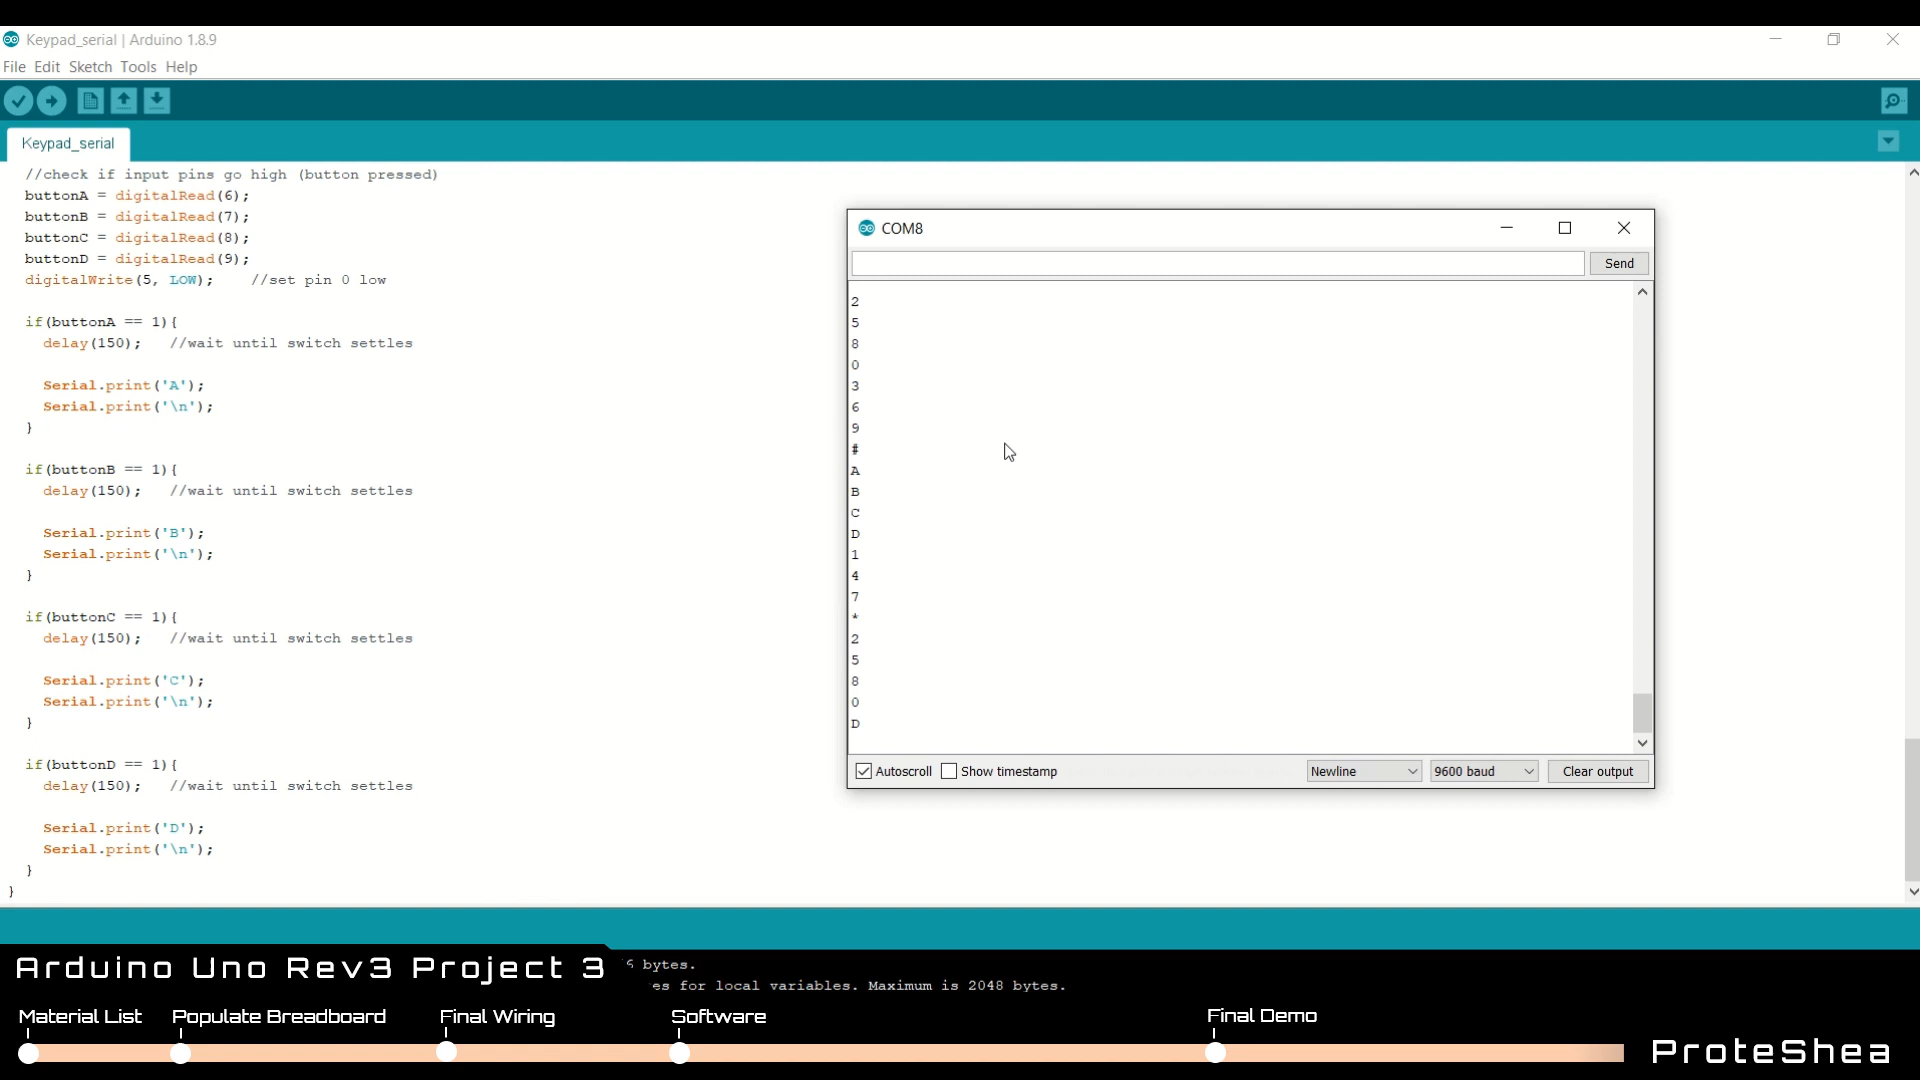 Keypad_serial | Arduino 1.8.9
File Edit Sketch Tools Help
Keypad_serial
//check if input pins go high (button pressed)
buttonA = digitalRead(6);
buttonB = digitalRead(7);
buttonC = digitalRead(8);
buttonD = digitalRead(9);
digitalWrite(5, LOW);    //set pin 0 low
if(buttonA == 1){
delay(150);   //wait until switch settles
Serial.print('A');
Serial.print('\n');
}
if(buttonB == 1){
delay(150);   //wait until switch settles
Serial.print('B');
Serial.print('\n');
}
if(buttonC == 1){
delay(150);   //wait until switch settles
Serial.print('C');
Serial.print('\n');
}
if(buttonD == 1){
delay(150);   //wait until switch settles
Serial.print('D');
Serial.print('\n');
}
}
COM8
Send
2
5
8
0
3
6
9
#
A
B
C
D
1
4
7
*
2
5
8
0
D
Autoscroll Show timestamp Newline 9600 baud Clear output
bytes.
es for local variables. Maximum is 2048 bytes.
Arduino Uno Rev3 Project 3
Material List Populate Breadboard Final Wiring Software Final Demo
ProteShea